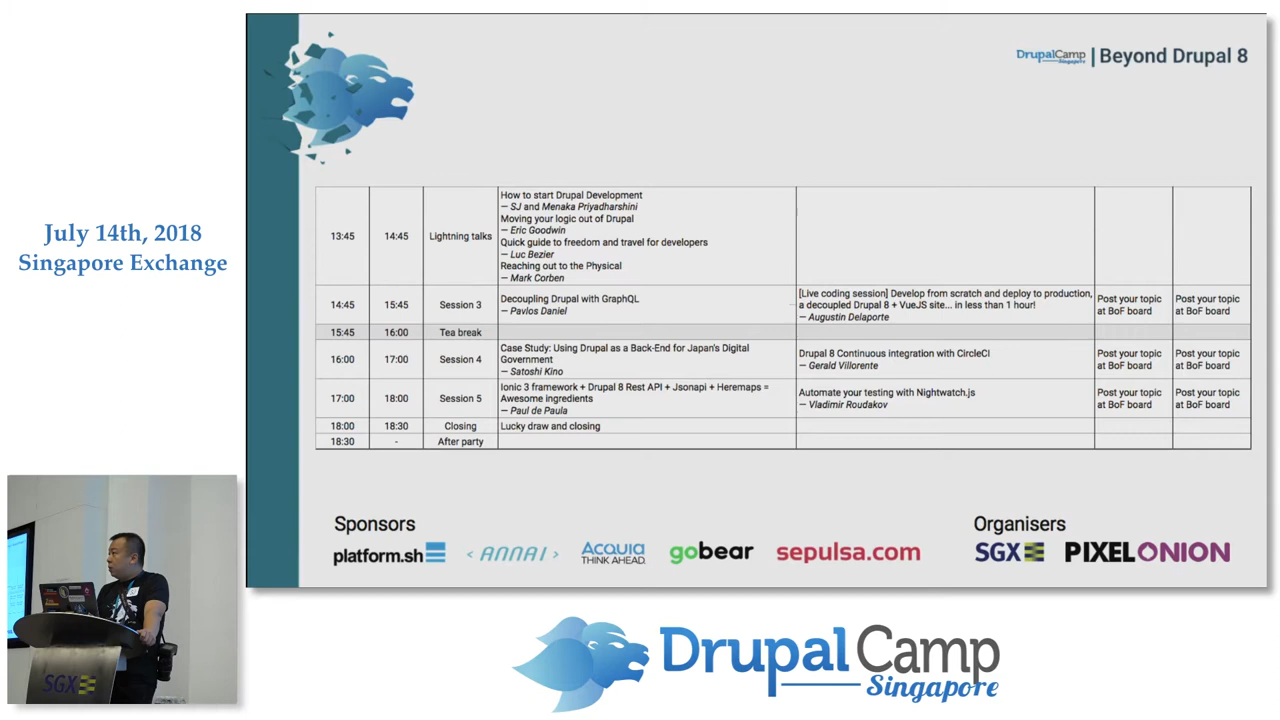 July 14th, 2018
Singapore Exchange
DrupalCamp Singapore | Beyond Drupal 8
13:45 14:45 Lightning talks
How to start Drupal Development
— SJ and Menaka Priyadharshini
Moving your logic out of Drupal
— Eric Goodwin
Quick guide to freedom and travel for developers
— Luc Bezier
Reaching out to the Physical
— Mark Corben
14:45 15:45 Session 3
Decoupling Drupal with GraphQL
— Pavlos Daniel
[Live coding session] Develop from scratch and deploy to production,
a decoupled Drupal 8 + VueJS site... in less than 1 hour!
— Augustin Delaporte
Post your topic
at BoF board
Post your topic
at BoF board
15:45 16:00 Tea break
16:00 17:00 Session 4
Case Study: Using Drupal as a Back-End for Japan's Digital
Government
— Satoshi Kino
Drupal 8 Continuous integration with CircleCI
— Gerald Villorente
Post your topic
at BoF board
Post your topic
at BoF board
17:00 18:00 Session 5
Ionic 3 framework + Drupal 8 Rest API + Jsonapi + Heremaps =
Awesome ingredients
— Paul de Paula
Automate your testing with Nightwatch.js
— Vladimir Roudakov
Post your topic
at BoF board
Post your topic
at BoF board
18:00 18:30 Closing Lucky draw and closing
18:30 - After party
Sponsors
platform.sh <ANNAI> ACQUIA THINK AHEAD. gobear sepulsa.com
Organisers
SGX PIXELONION
SGX
DrupalCamp
Singapore